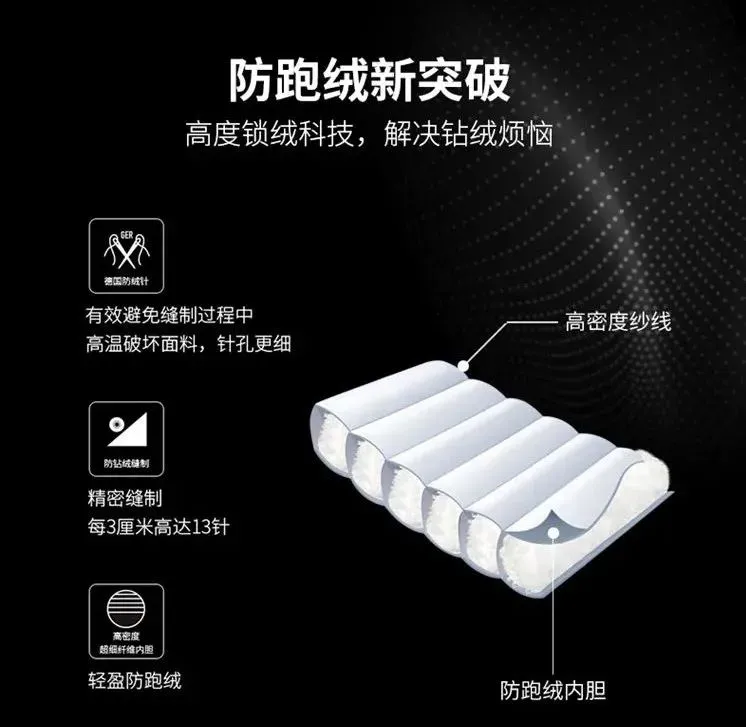 防跑绒新突破
高度锁绒科技，解决钻绒烦恼
GER
德国防绒针
有效避免缝制过程中
高温破坏面料，针孔更细
高密度纱线
防钻绒缝制
精密缝制
每3厘米高达13针
高密度
超细纤维内胆
轻盈防跑绒
防跑绒内胆